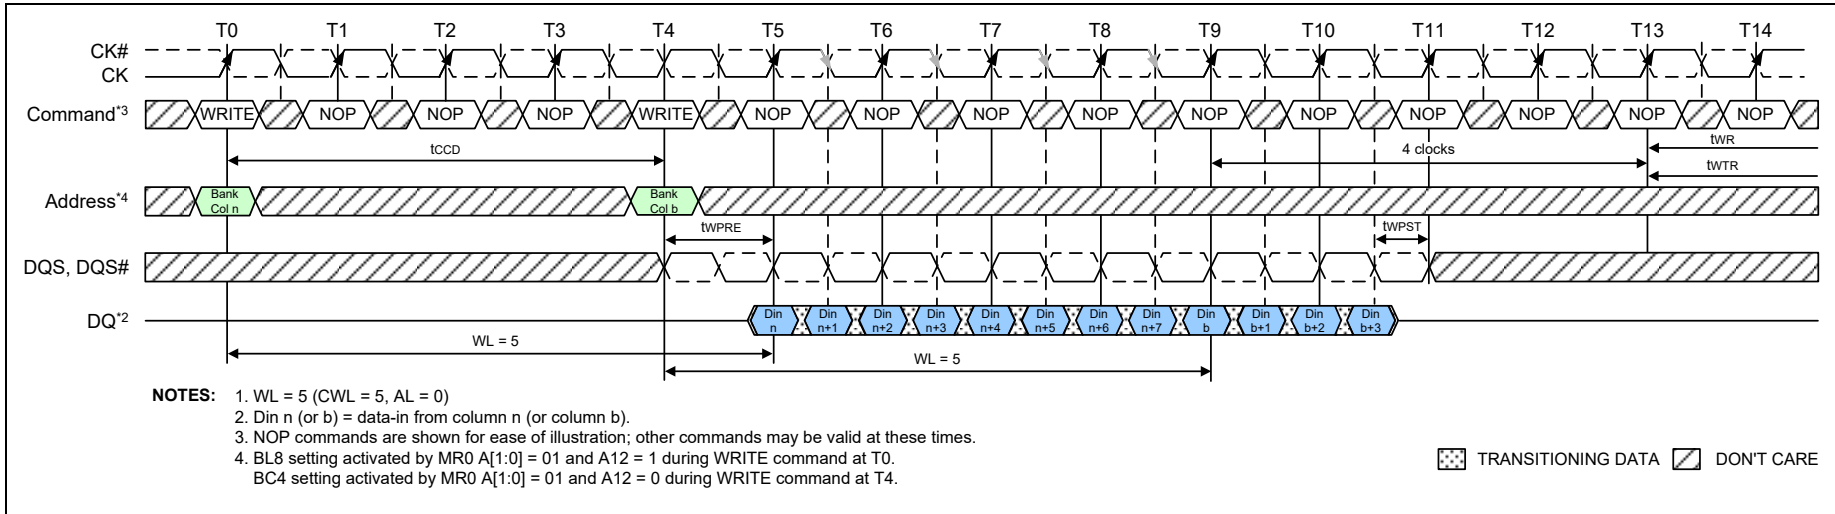 T0 T1 T2 T3 T4 T5 T6 T7 T8 T9 T10 T11 T12 T13 T14
CK#
CK
Command*3 WRITE NOP NOP NOP WRITE NOP NOP NOP NOP NOP NOP NOP NOP NOP NOP
tCCD 4 clocks tWR
tWTR
Address*4 Bank Col n Bank Col b
tWPRE tWPST
DQS, DQS#
DQ*2 Din n Din n+1 Din n+2 Din n+3 Din n+4 Din n+5 Din n+6 Din n+7 Din b Din b+1 Din b+2 Din b+3
WL = 5 WL = 5
NOTES: 1. WL = 5 (CWL = 5, AL = 0)
2. Din n (or b) = data-in from column n (or column b).
3. NOP commands are shown for ease of illustration; other commands may be valid at these times.
4. BL8 setting activated by MR0 A[1:0] = 01 and A12 = 1 during WRITE command at T0.
BC4 setting activated by MR0 A[1:0] = 01 and A12 = 0 during WRITE command at T4.
TRANSITIONING DATA DON'T CARE